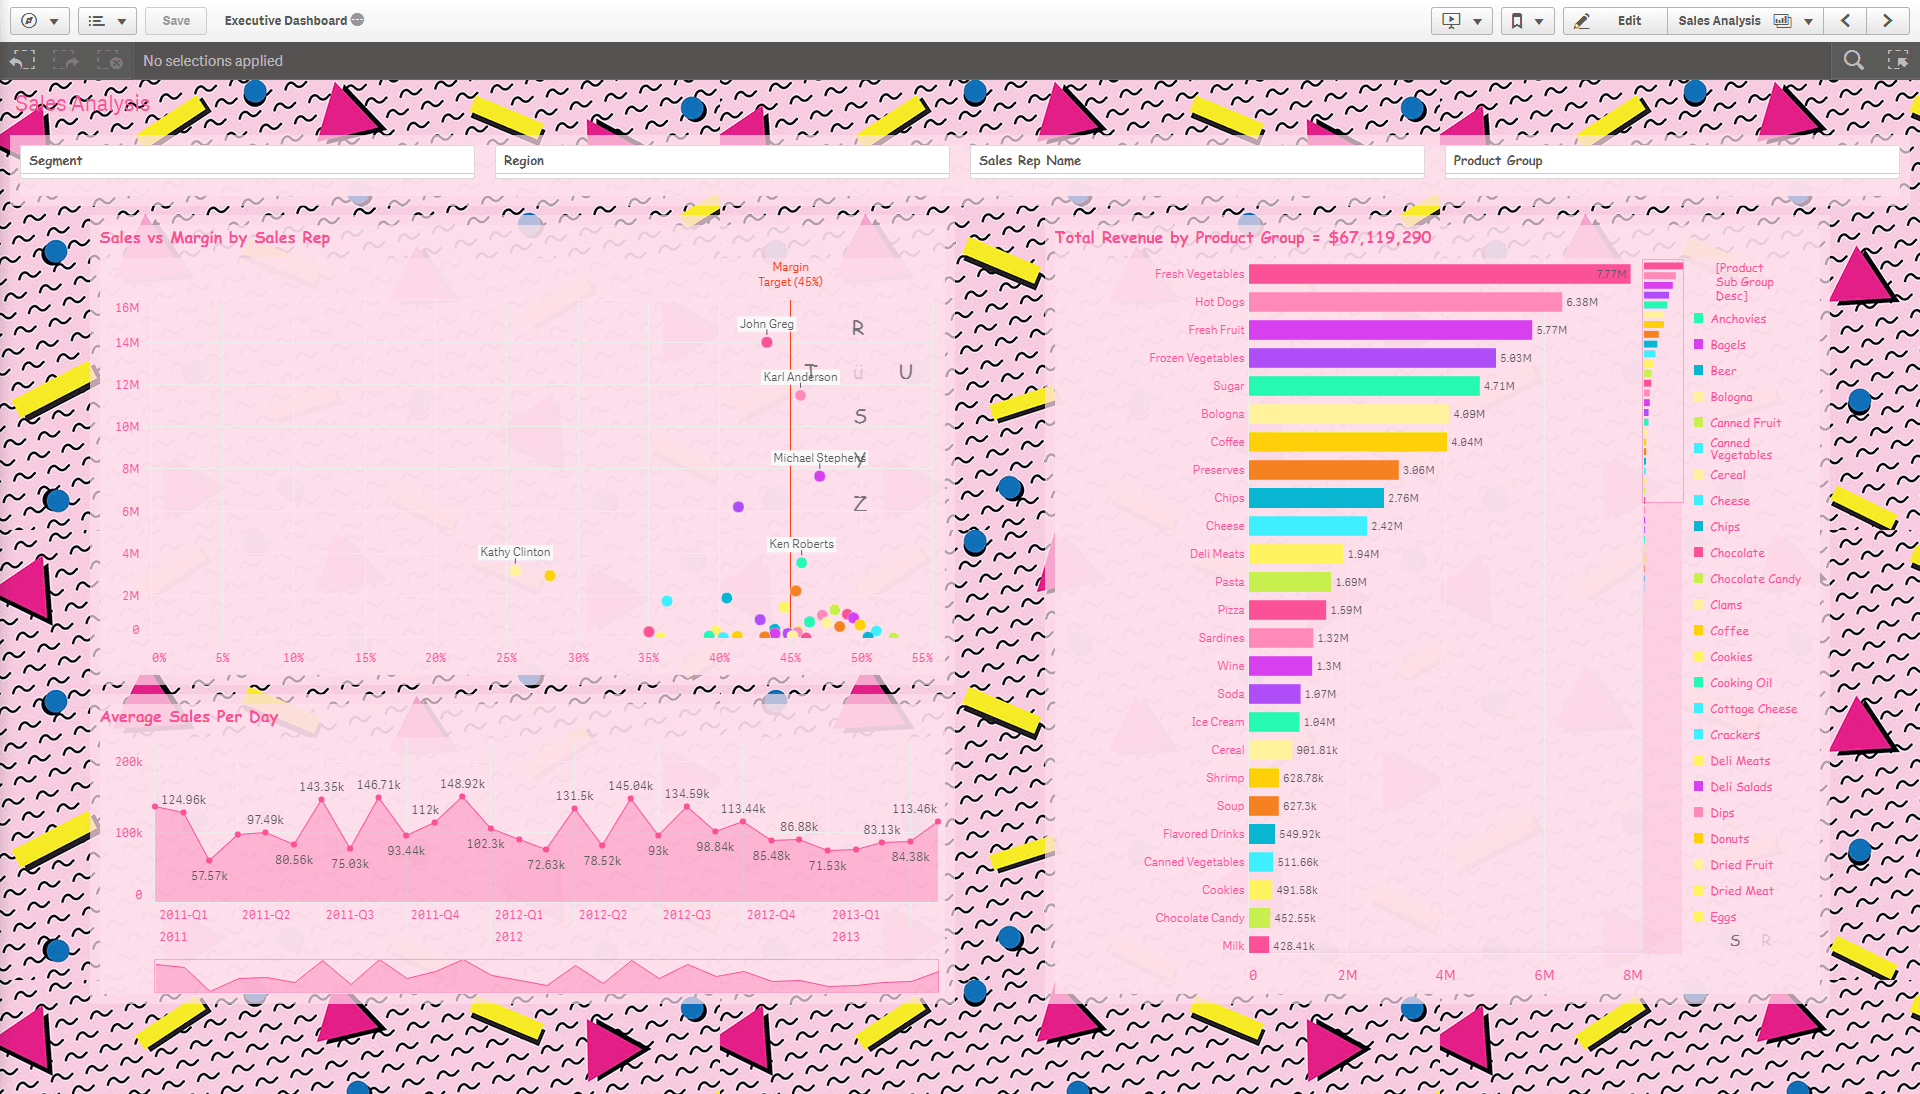 Save
Executive Dashboard
Edit
Sales Analysis
No selections applied
Sales Analysis
Segment
Region
Sales Rep Name
Product Group
Sales vs Margin by Sales Rep
Margin
Target (45%)
16M
14M
12M
10M
8M
6M
4M
2M
0
John Greg
Karl Anderson
Michael Stephens
Ken Roberts
Kathy Clinton
R
T ü U
S
Y
Z
0% 5% 10% 15% 20% 25% 30% 35% 40% 45% 50% 55%
Average Sales Per Day
200k
100k
0
124.96k
57.57k
97.49k
80.56k
143.35k
75.03k
146.71k
93.44k
112k
148.92k
102.3k
72.63k
131.5k
78.52k
145.04k
93k
134.59k
98.84k
113.44k
85.48k
86.88k
71.53k
83.13k
84.38k
113.46k
2011-Q1 2011-Q2 2011-Q3 2011-Q4 2012-Q1 2012-Q2 2012-Q3 2012-Q4 2013-Q1
2011 2012 2013
Total Revenue by Product Group = $67,119,290
Fresh Vegetables 7.77M
Hot Dogs 6.38M
Fresh Fruit 5.77M
Frozen Vegetables 5.03M
Sugar 4.71M
Bologna 4.09M
Coffee 4.04M
Preserves 3.06M
Chips 2.76M
Cheese 2.42M
Deli Meats 1.94M
Pasta 1.69M
Pizza 1.59M
Sardines 1.32M
Wine 1.3M
Soda 1.07M
Ice Cream 1.04M
Cereal 901.81k
Shrimp 628.78k
Soup 627.3k
Flavored Drinks 549.92k
Canned Vegetables 511.66k
Cookies 491.58k
Chocolate Candy 452.55k
Milk 428.41k
0 2M 4M 6M 8M
[Product
Sub Group
Desc]
Anchovies
Bagels
Beer
Bologna
Canned Fruit
Canned
Vegetables
Cereal
Cheese
Chips
Chocolate
Chocolate Candy
Clams
Coffee
Cookies
Cooking Oil
Cottage Cheese
Crackers
Deli Meats
Deli Salads
Dips
Donuts
Dried Fruit
Dried Meat
Eggs
S R